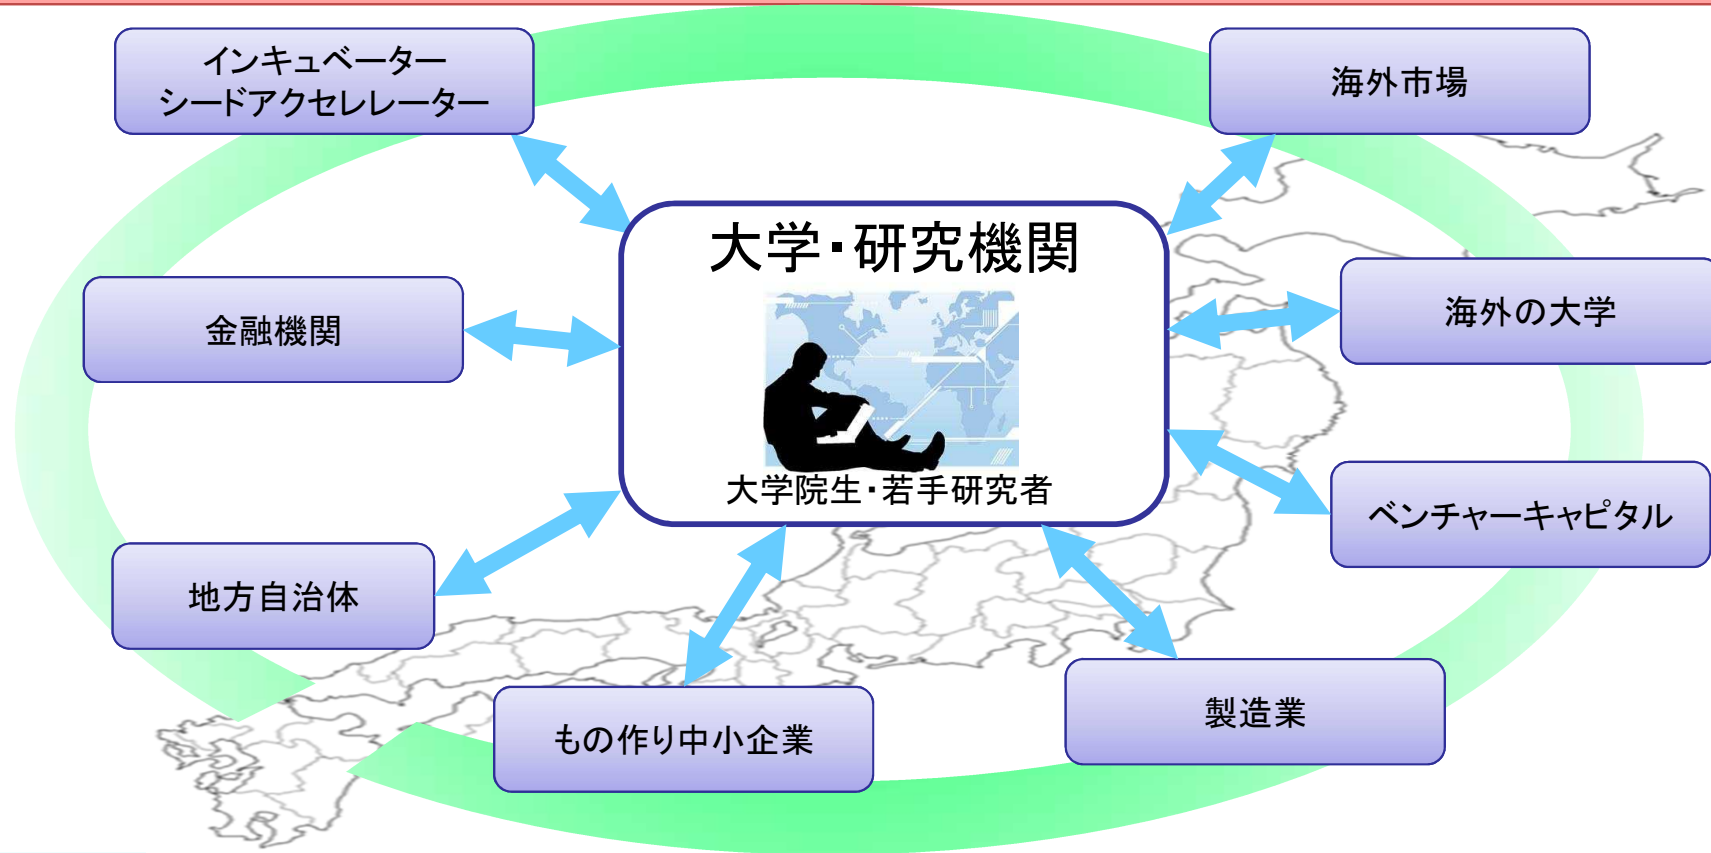 インキュベーター
シードアクセレレーター
海外市場
大学・研究機関
金融機関
海外の大学
大学院生・若手研究者
ベンチャーキャピタル
地方自治体
もの作り中小企業
製造業